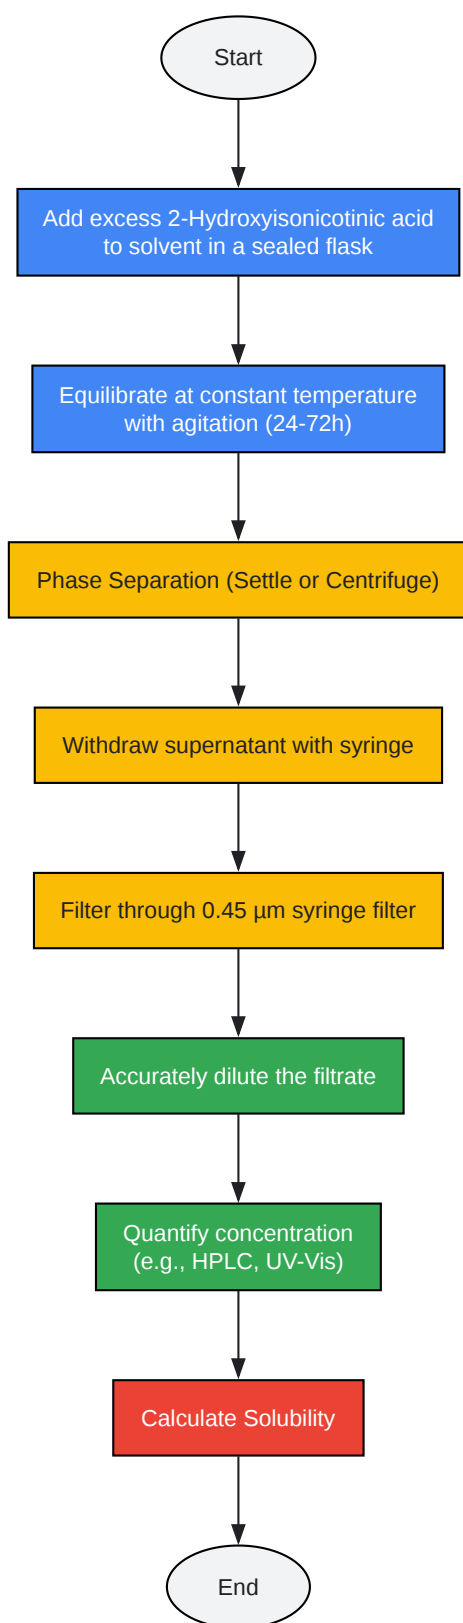 Start
Add excess 2-Hydroxyisonicotinic acid
to solvent in a sealed flask
Equilibrate at constant temperature
with agitation (24-72h)
Phase Separation (Settle or Centrifuge)
Withdraw supernatant with syringe
Filter through 0.45 µm syringe filter
Accurately dilute the filtrate
Quantify concentration
(e.g., HPLC, UV-Vis)
Calculate Solubility
End